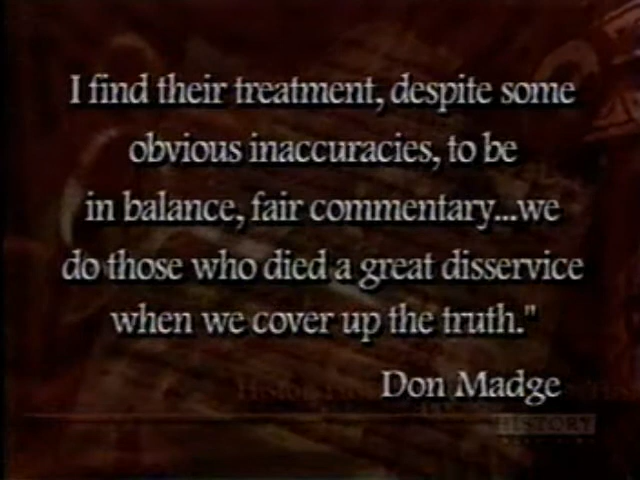 I find their treatment, despite some
obvious inaccuracies, to be
in balance, fair commentary...we
do those who died a great disservice
when we cover up the truth."
Don Madge
HISTORY